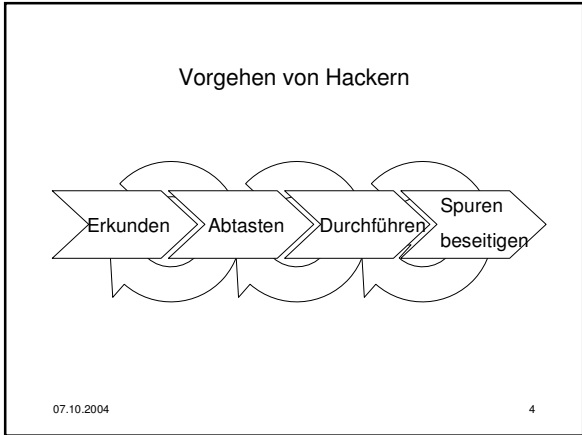 Vorgehen von Hackern
Erkunden
Abtasten
Durchführen
Spuren
beseitigen
07.10.2004
4